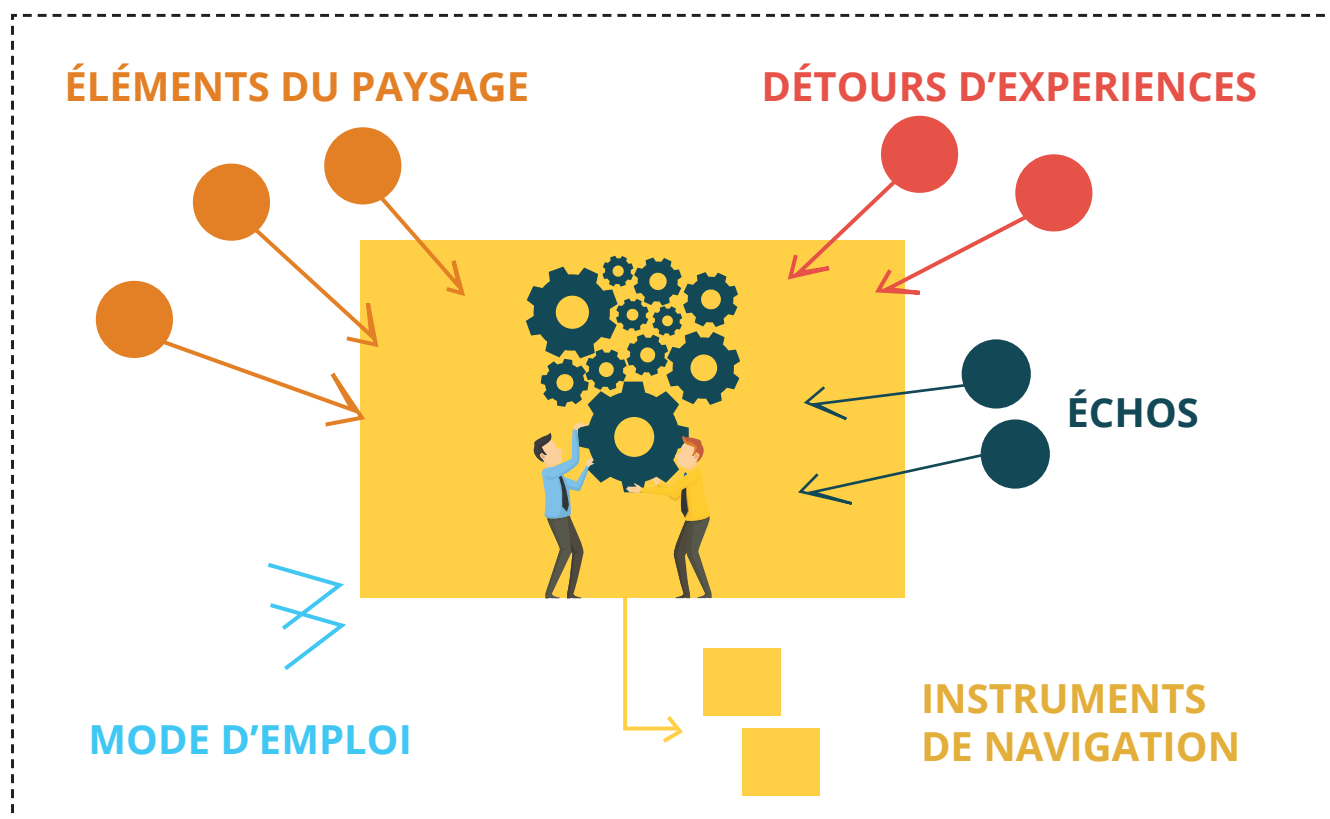 ÉLÉMENTS DU PAYSAGE
DÉTOURS D’EXPERIENCES
ÉCHOS
MODE D’EMPLOI
INSTRUMENTS
DE NAVIGATION